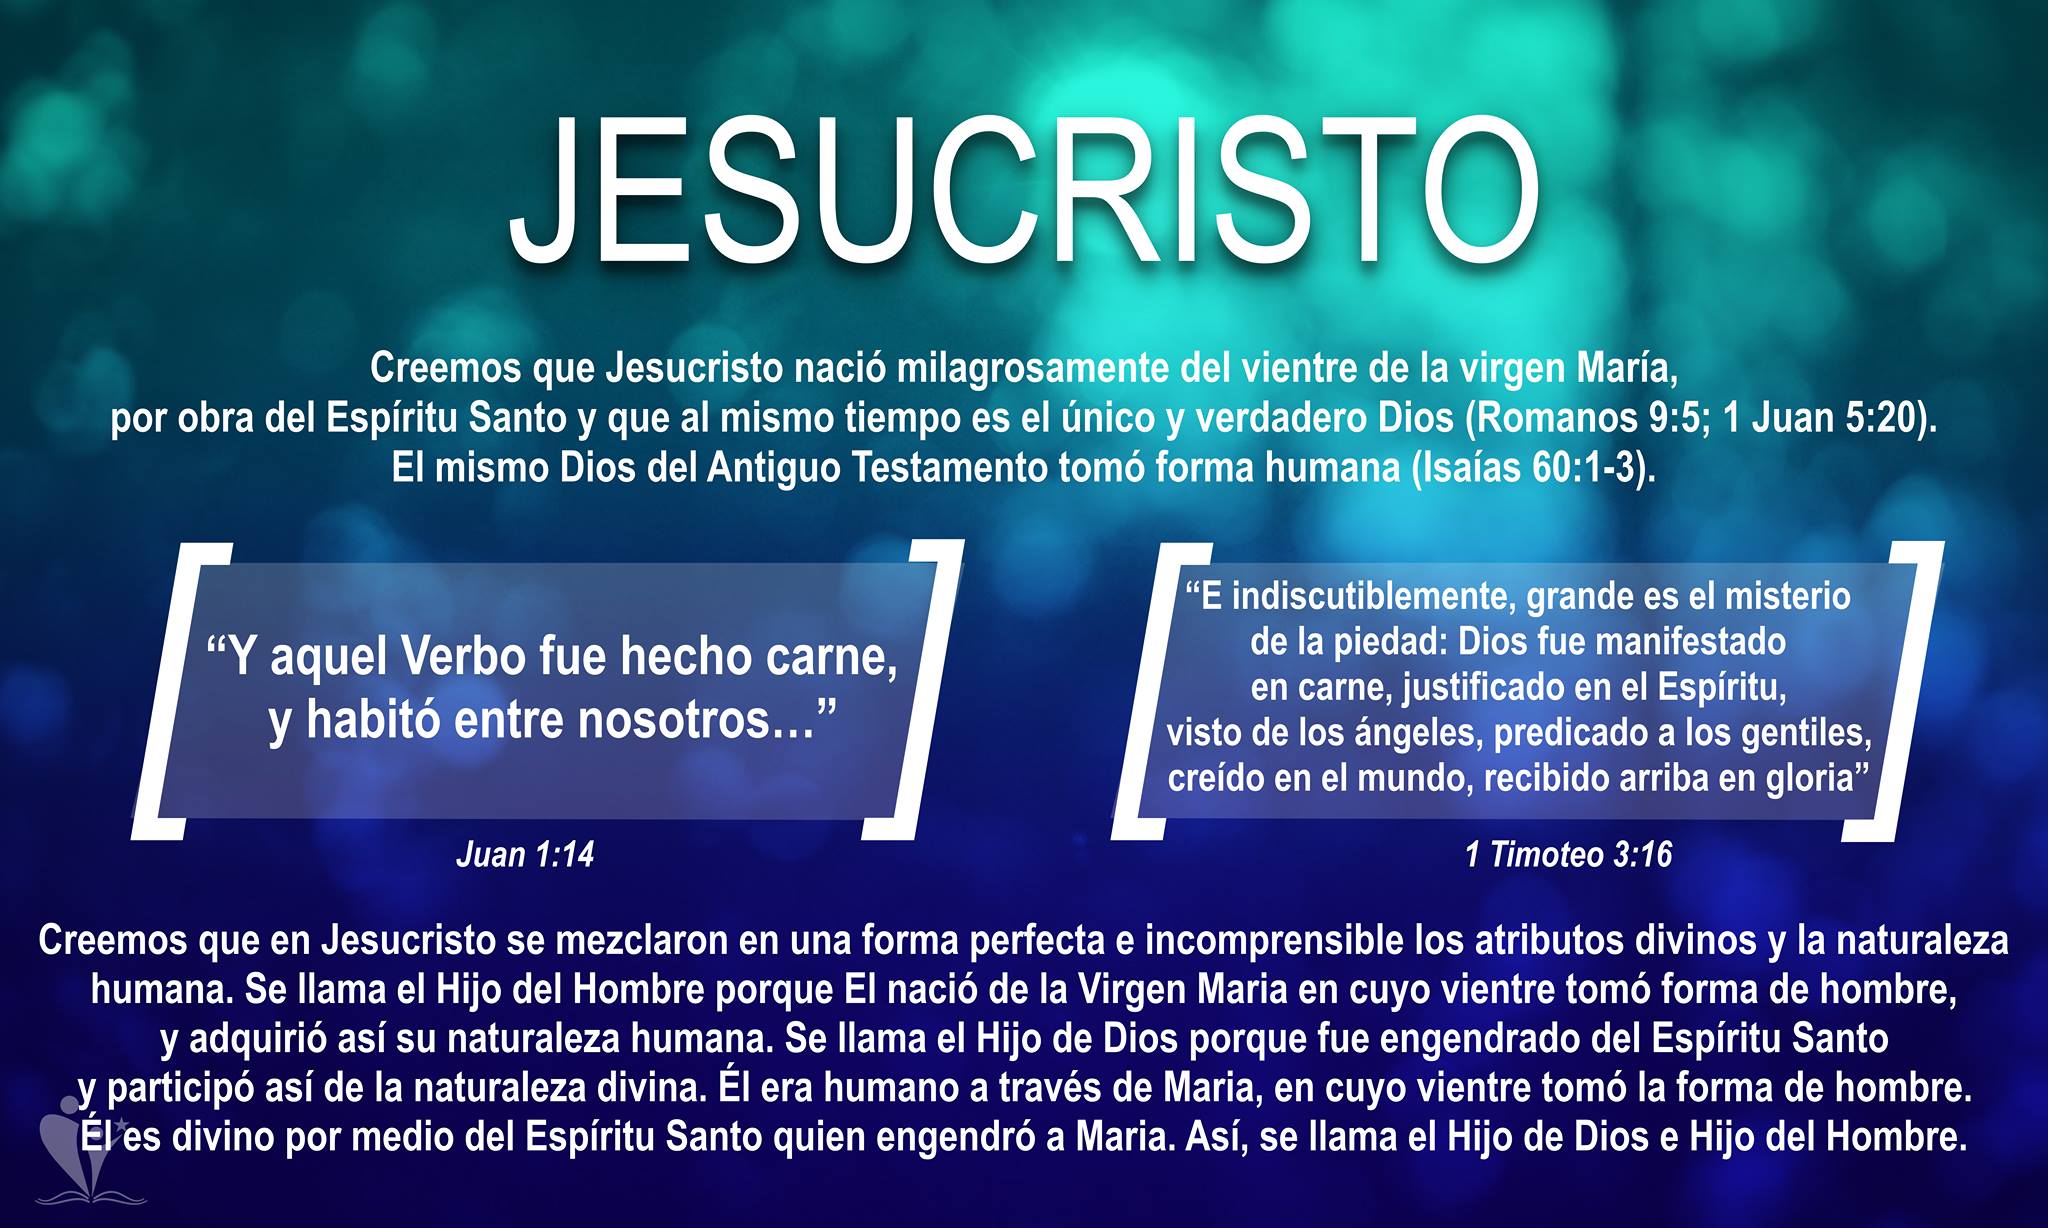 JESUCRISTO
Creemos que Jesucristo nació milagrosamente del vientre de la virgen María,
por obra del Espíritu Santo y que al mismo tiempo es el único y verdadero Dios (Romanos 9:5; 1 Juan 5:20).
El mismo Dios del Antiguo Testamento tomó forma humana (Isaías 60:1-3).
“Y aquel Verbo fue hecho carne,
y habitó entre nosotros…”
Juan 1:14
“E indiscutiblemente, grande es el misterio
de la piedad: Dios fue manifestado
en carne, justificado en el Espíritu,
visto de los ángeles, predicado a los gentiles,
creído en el mundo, recibido arriba en gloria”
1 Timoteo 3:16
Creemos que en Jesucristo se mezclaron en una forma perfecta e incomprensible los atributos divinos y la naturaleza
humana. Se llama el Hijo del Hombre porque El nació de la Virgen Maria en cuyo vientre tomó forma de hombre,
y adquirió así su naturaleza humana. Se llama el Hijo de Dios porque fue engendrado del Espíritu Santo
y participó así de la naturaleza divina. Él era humano a través de Maria, en cuyo vientre tomó la forma de hombre.
Él es divino por medio del Espíritu Santo quien engendró a Maria. Así, se llama el Hijo de Dios e Hijo del Hombre.